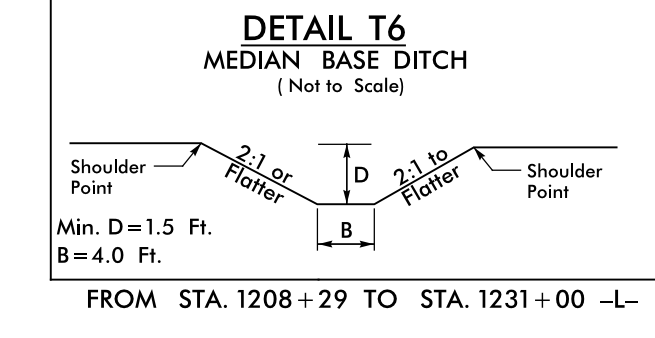 DETAIL T6
MEDIAN BASE DITCH
( Not to Scale)
Shoulder
Point
2:1 or
Flatter
D
2:1 to
Flatter
Shoulder
Point
Min. D=1.5 Ft.
B=4.0 Ft.
B
FROM STA. 1208+29 TO STA. 1231+00 -L-